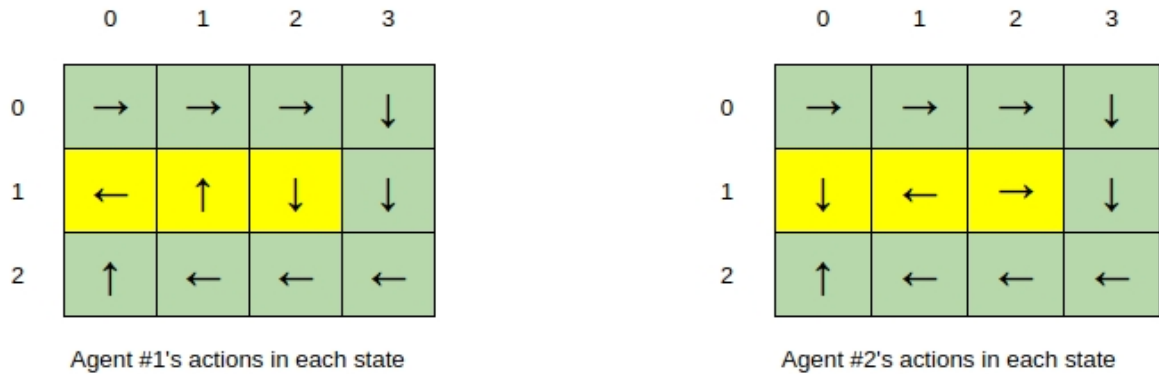 0 1 2 3 0 1 2 3
0 → → → ↓ 0 → → → ↓
1 ← ↑ ↓ ↓ 1 ↓ ← → ↓
2 ↑ ← ← ← 2 ↑ ← ← ←
Agent #1's actions in each state Agent #2's actions in each state